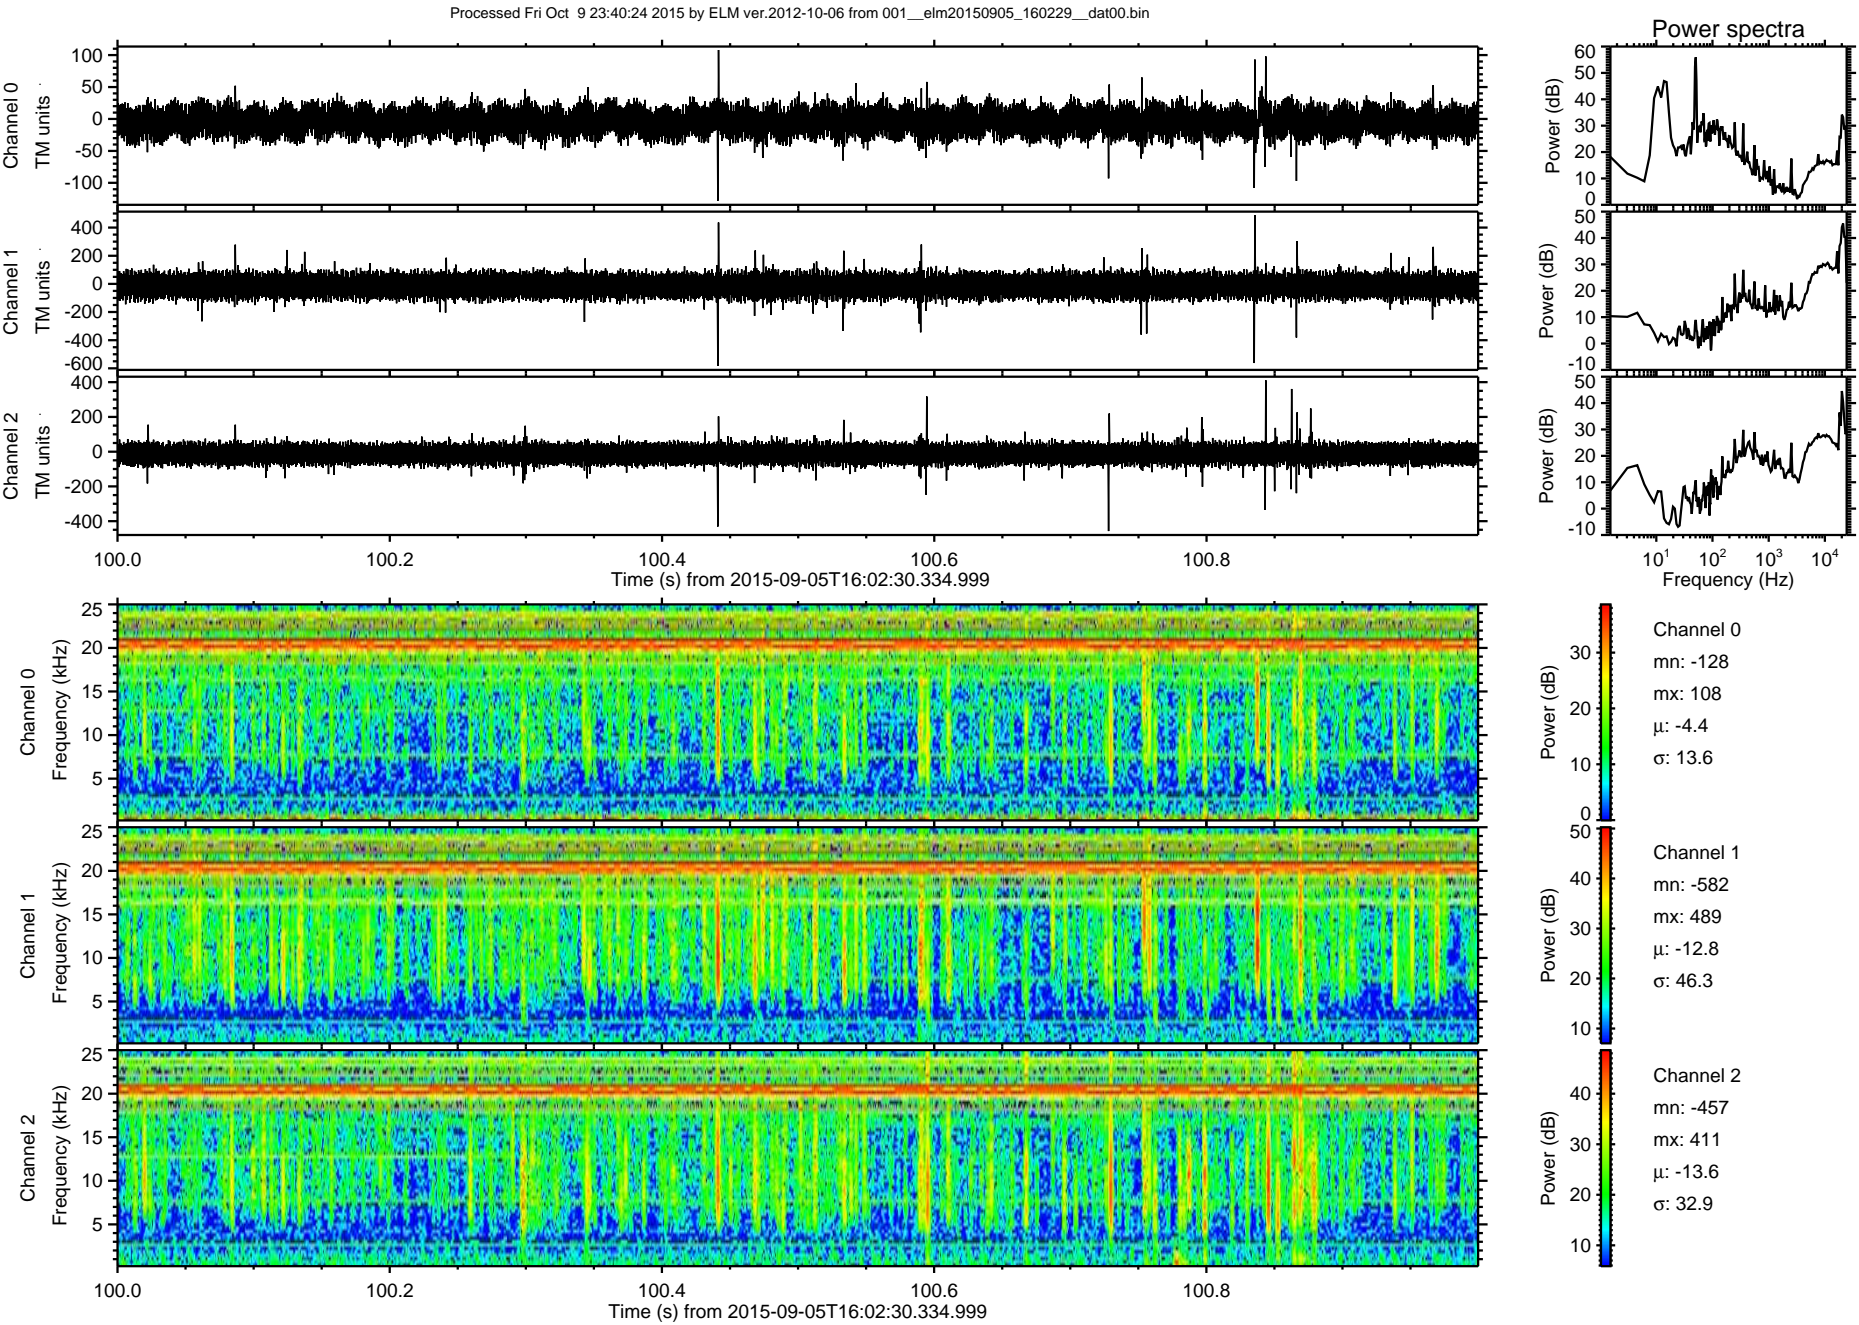 Processed Fri Oct  9 23:40:24 2015 by ELM ver.2012-10-06 from 001__elm20150905_160229__dat00.bin
Power spectra
Channel 0
TM units
100
50
0
-50
-100
Power (dB)
60
50
40
30
20
10
0
Channel 1
TM units
400
200
0
-200
-400
-600
Power (dB)
50
40
30
20
10
0
-10
Channel 2
TM units
400
200
0
-200
-400
Power (dB)
50
40
30
20
10
0
-10
100.0 100.2 100.4 100.6 100.8
Time (s) from 2015-09-05T16:02:30.334.999
10¹ 10² 10³ 10⁴
Frequency (Hz)
Channel 0
Frequency (kHz)
25
20
15
10
5
Power (dB)
30
20
10
0
Channel 0
mn: -128
mx: 108
μ: -4.4
σ: 13.6
Channel 1
Frequency (kHz)
25
20
15
10
5
Power (dB)
50
40
30
20
10
Channel 1
mn: -582
mx: 489
μ: -12.8
σ: 46.3
Channel 2
Frequency (kHz)
25
20
15
10
5
Power (dB)
40
30
20
10
Channel 2
mn: -457
mx: 411
μ: -13.6
σ: 32.9
100.0 100.2 100.4 100.6 100.8
Time (s) from 2015-09-05T16:02:30.334.999